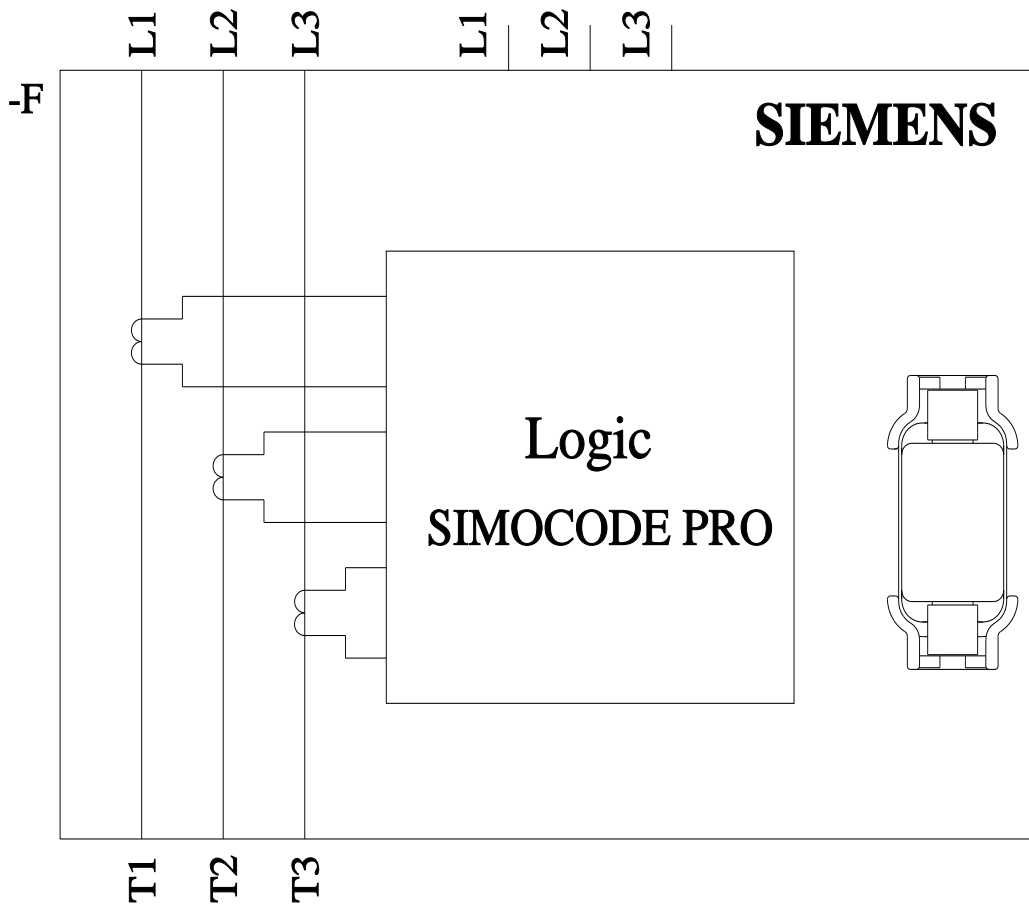 L1 L2 L3 L1 L2 L3
-F
SIEMENS
Logic
SIMOCODE PRO
T1 T2 T3